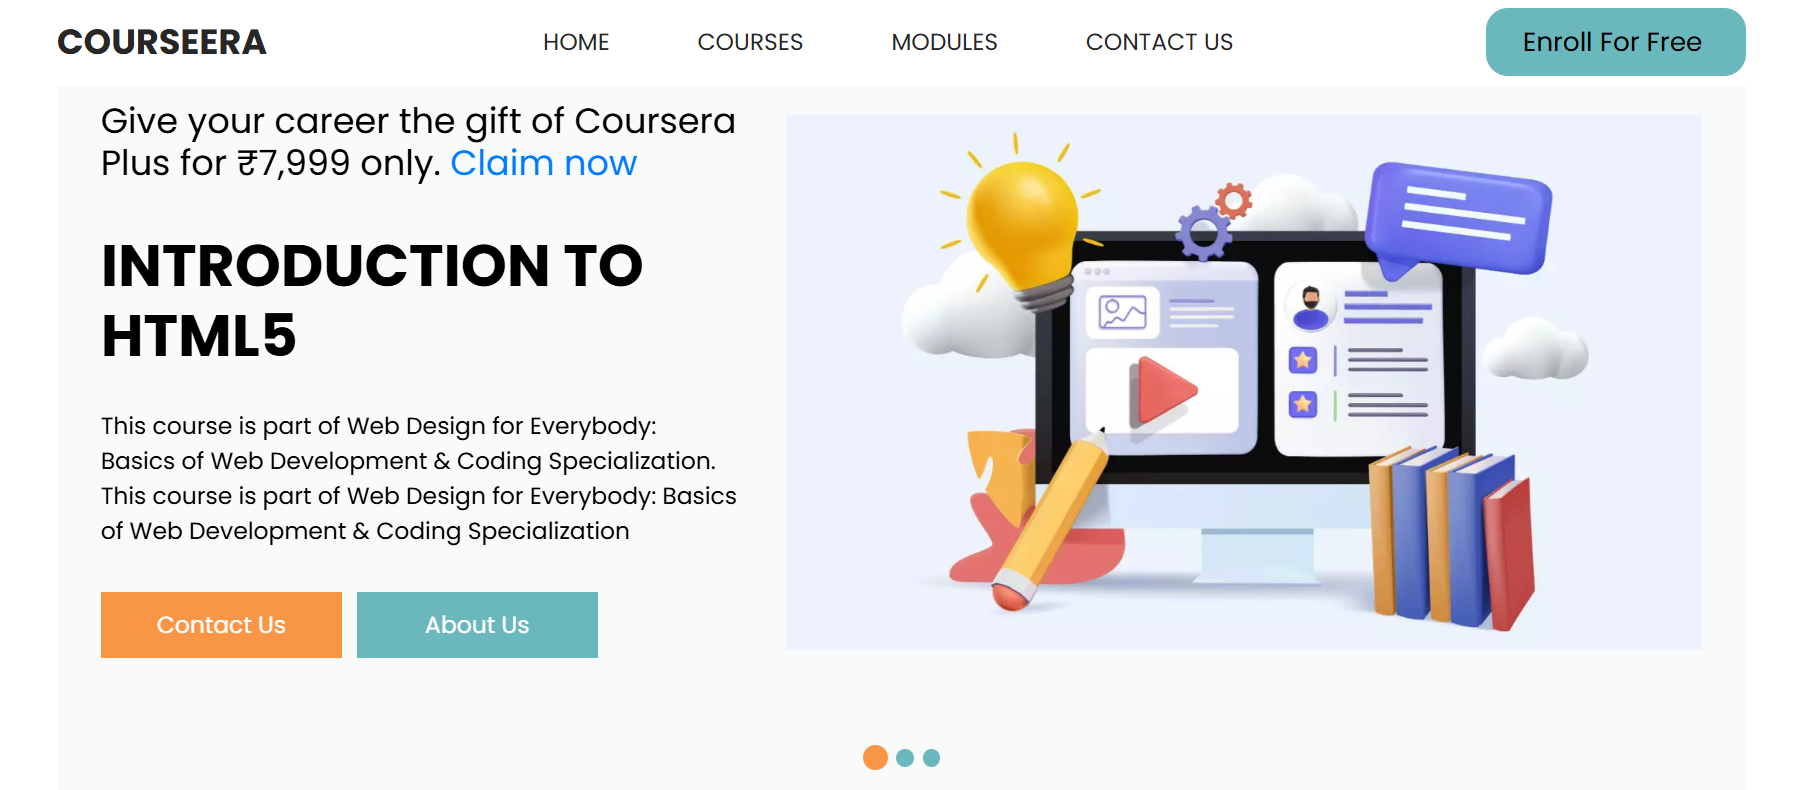 COURSEERA
HOME
COURSES
MODULES
CONTACT US
Enroll For Free
Give your career the gift of Coursera
Plus for ₹7,999 only. Claim now
INTRODUCTION TO
HTML5
This course is part of Web Design for Everybody:
Basics of Web Development & Coding Specialization.
This course is part of Web Design for Everybody: Basics
of Web Development & Coding Specialization
Contact Us
About Us